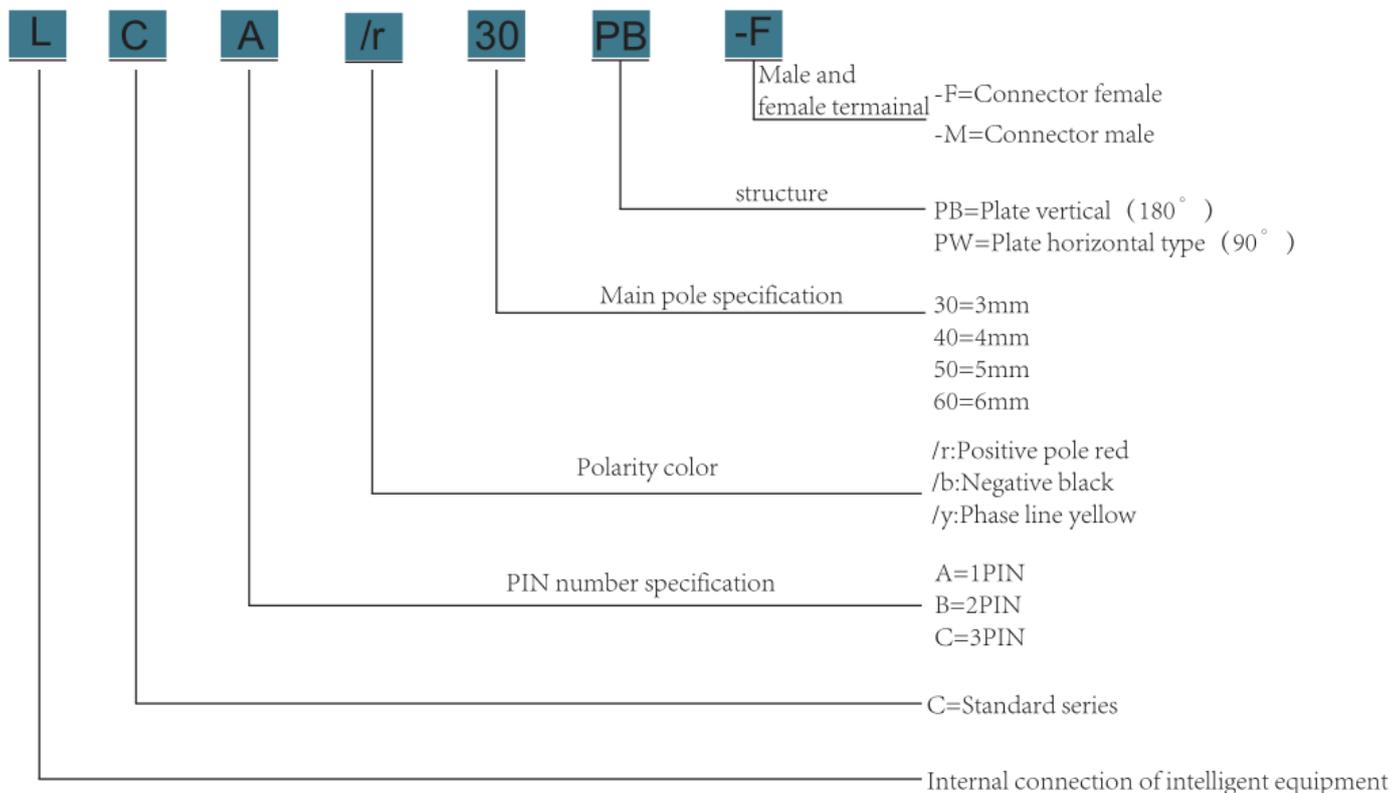 L C A /r 30 PB -F
Male and
female termainal
-F=Connector female
-M=Connector male
structure
PB=Plate vertical（180°）
PW=Plate horizontal type（90°）
Main pole specification
30=3mm
40=4mm
50=5mm
60=6mm
Polarity color
/r:Positive pole red
/b:Negative black
/y:Phase line yellow
PIN number specification
A=1PIN
B=2PIN
C=3PIN
C=Standard series
Internal connection of intelligent equipment